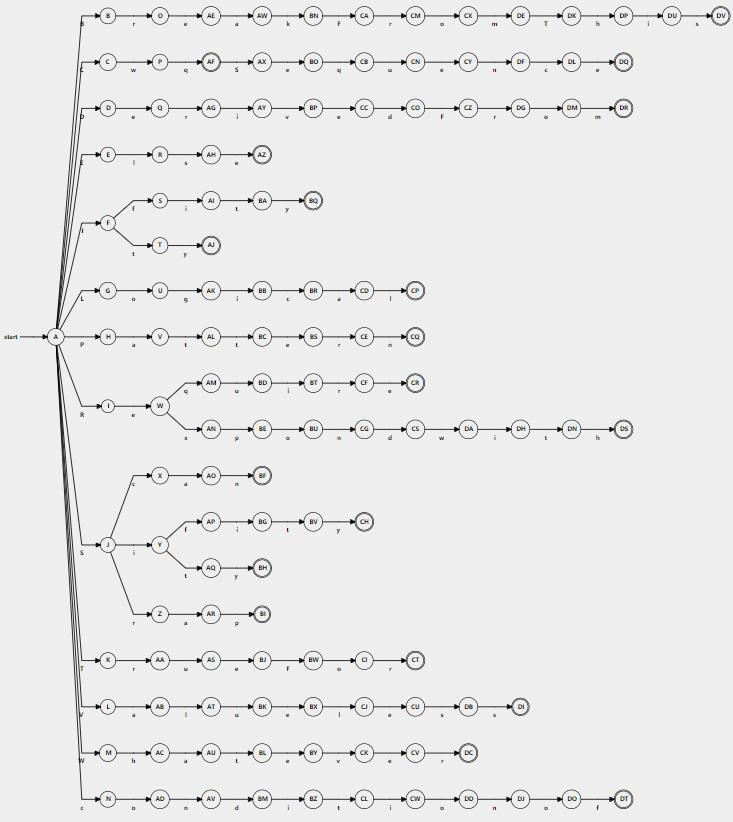 B O AE AW BN CA CM CX DE DK DP DU DV
B r e a k F r o m T h i s
C P AF AX BO CB CN CY DF DL DQ
C w q S e q u e n c e
D Q AG AY BP CC CO CZ DG DM DR
D e r i v e d F r o m
E R AH AZ
E l s e
S AI BA BQ
f i t y
F
I
T AJ
t y
G U AK BB BR CD CP
L o g i c a l
start A H V AL BC BS CE CQ
P a t t e r n
AM BD BT CF CR
q u i r e
I W
R e
AN BE BU CG CS DA DH DN DS
s p o n d w i t h
X AO BF
c a n
AP BG BV CH
f i t y
J Y
S i
AQ BH
t y
Z AR BI
r a p
K AA AS BJ BW CI CT
T r u e F o r
L AB AT BK BX CJ CU DB DI
V a l u e l e s s
M AC AU BL BY CK CV DC
W h a t e v e r
N AD AV BM BZ CL CW DD DJ DO DT
c o n d i t i o n o f